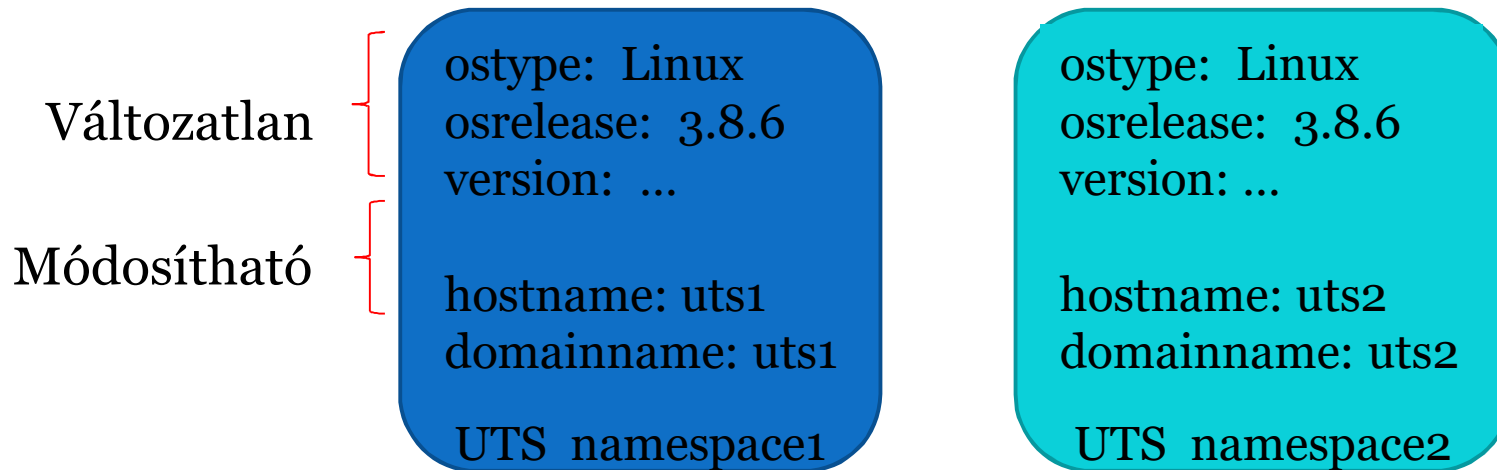 Változatlan
Módosítható
ostype: Linux
osrelease: 3.8.6
version: ...
hostname: uts1
domainname: uts1
UTS namespace1
ostype: Linux
osrelease: 3.8.6
version: ...
hostname: uts2
domainname: uts2
UTS namespace2